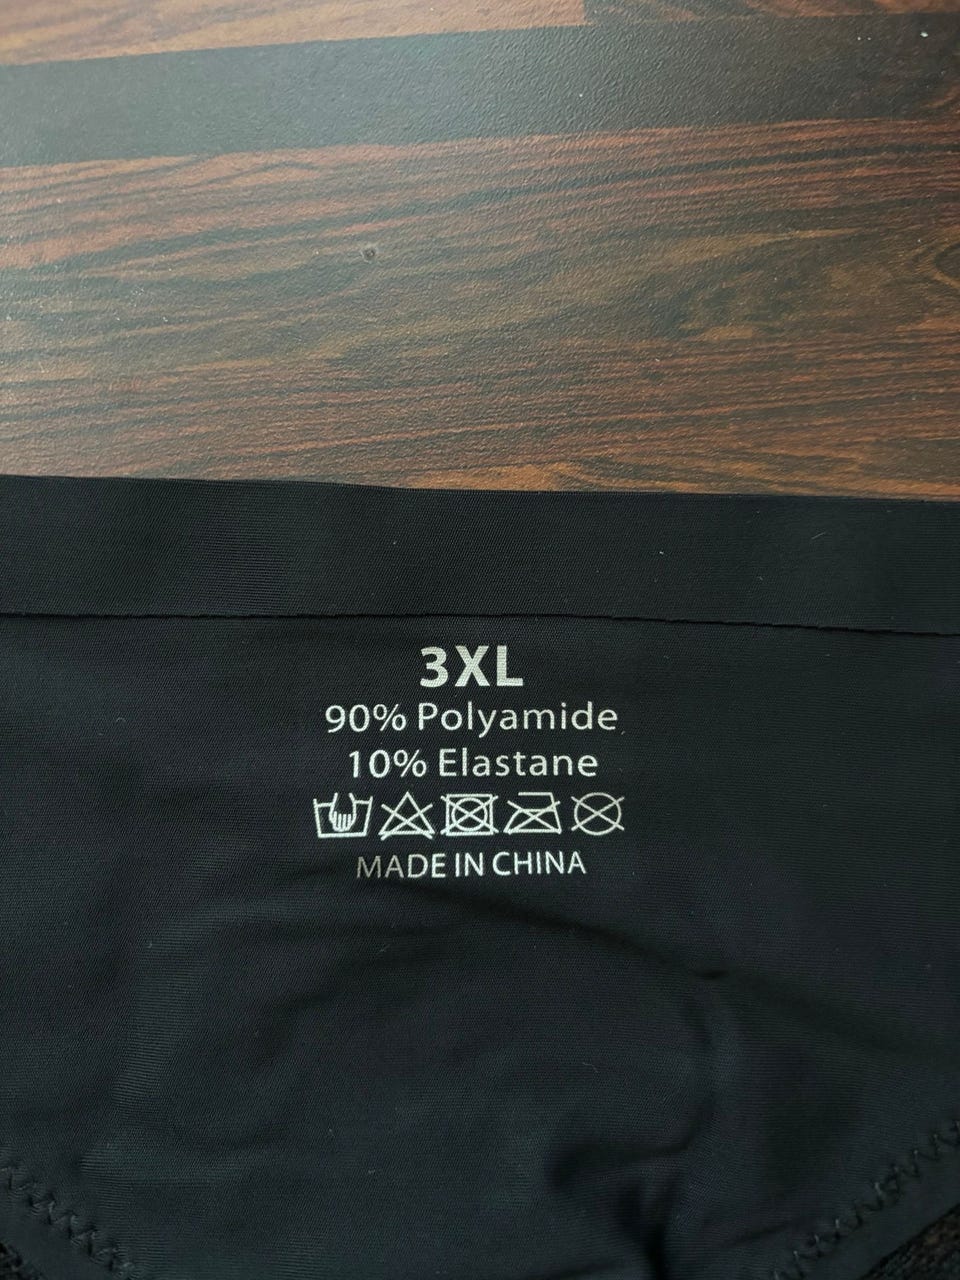 3XL
90% Polyamide
10% Elastane
MADE IN CHINA